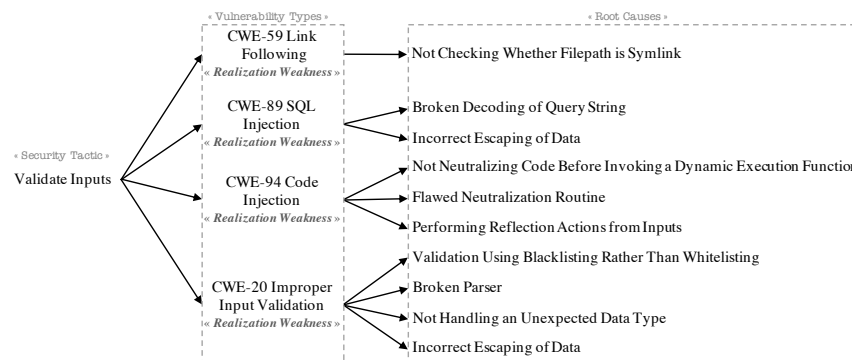 « Vulnerability Types »
« Root Causes »
CWE-59 Link
Following
« Realization Weakness »
Not Checking Whether Filepath is Symlink
CWE-89 SQL
Injection
« Realization Weakness »
Broken Decoding of Query String
Incorrect Escaping of Data
« Security Tactic »
Validate Inputs
CWE-94 Code
Injection
« Realization Weakness »
Not Neutralizing Code Before Invoking a Dynamic Execution Functio
Flawed Neutralization Routine
Performing Reflection Actions from Inputs
CWE-20 Improper
Input Validation
« Realization Weakness »
Validation Using Blacklisting Rather Than Whitelisting
Broken Parser
Not Handling an Unexpected Data Type
Incorrect Escaping of Data